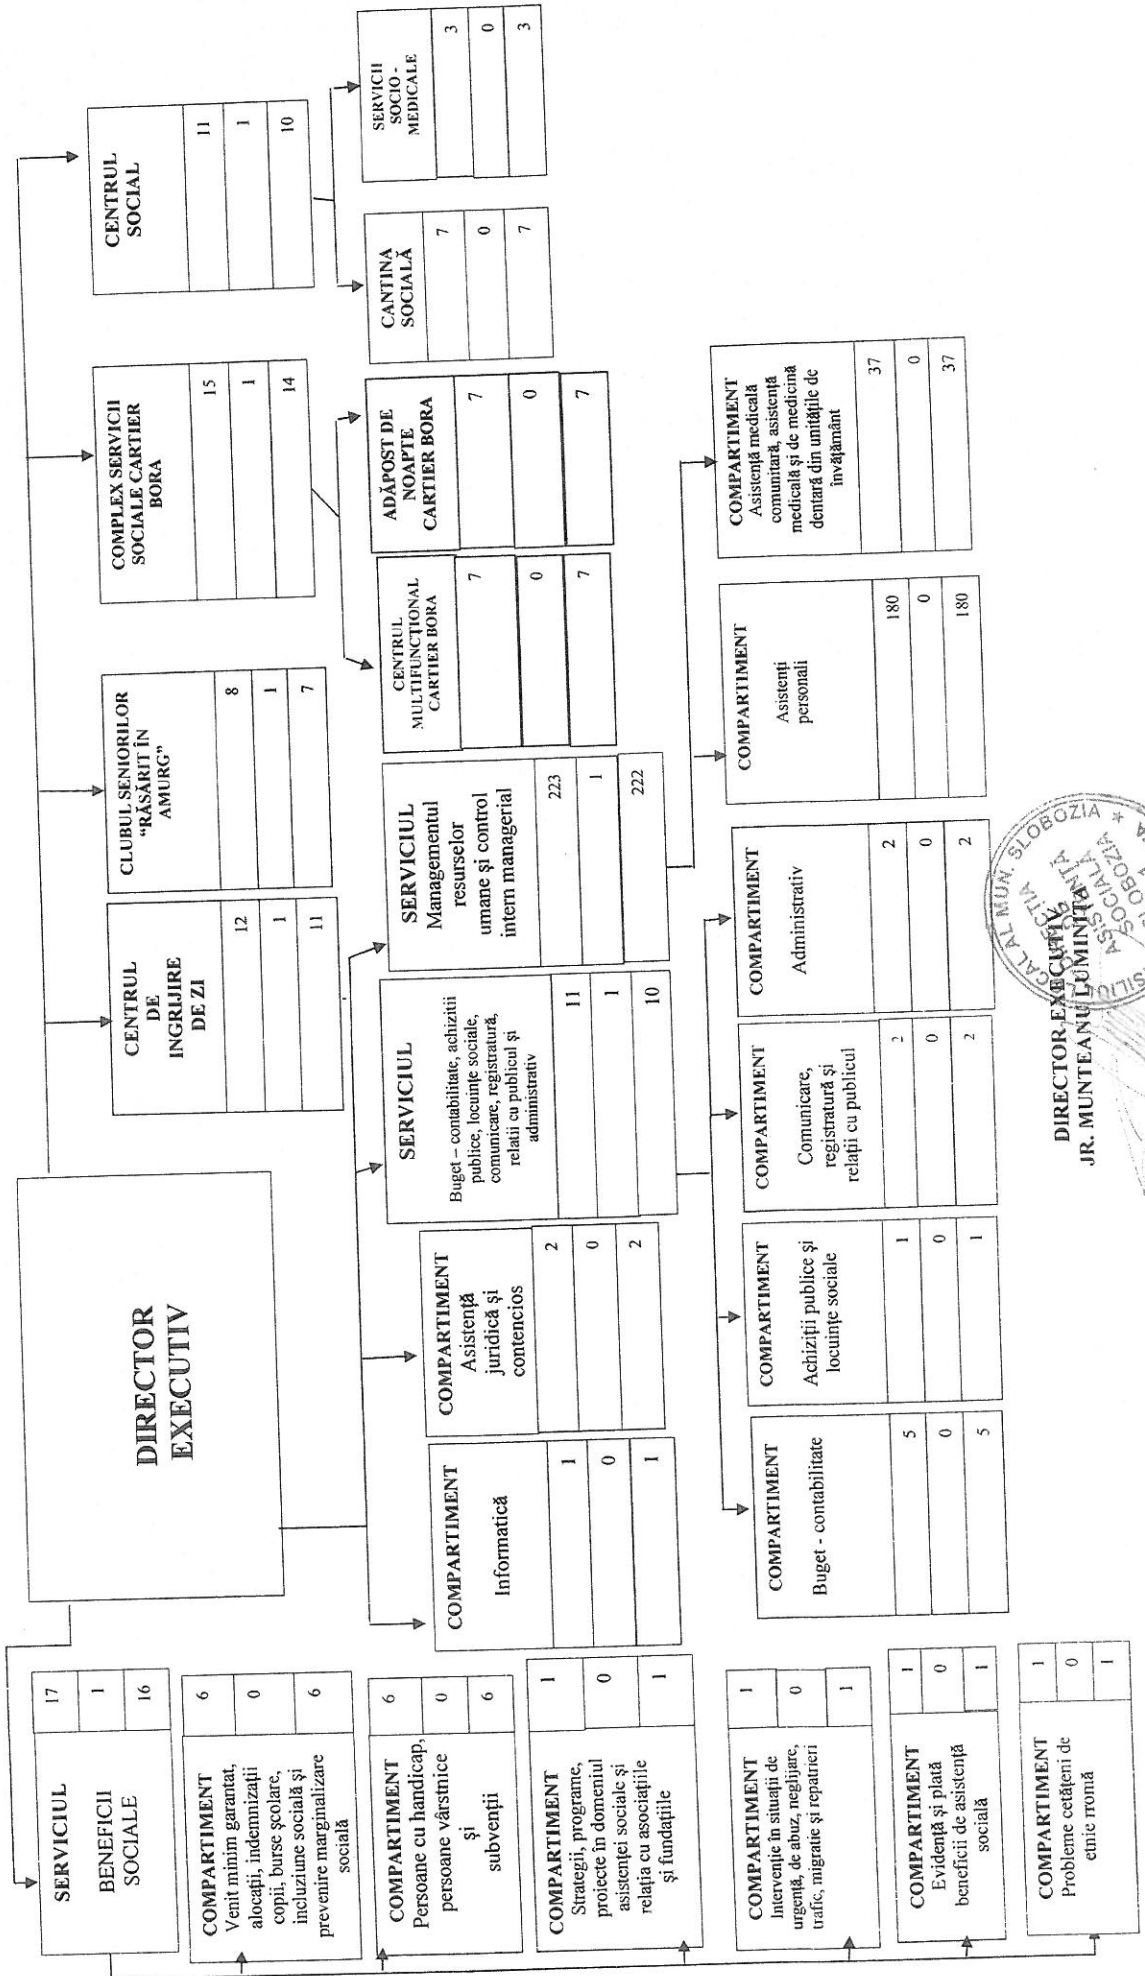 DIRECTOR
EXECUTIV
SERVICIUL
BENEFICII
SOCIALE
17
1
16
COMPARTIMENT
Venit minim garantat,
alocații, indemnizații
copii, burse școlare,
incluziune socială și
prevenire marginalizare
socială
6
0
6
COMPARTIMENT
Persoane cu handicap,
persoane vârstnice
și
subvenții
6
0
6
COMPARTIMENT
Strategii, programe,
proiecte în domeniul
asistenței sociale și
relația cu asociațiile
și fundațiile
1
0
1
COMPARTIMENT
Intervenție în situații de
urgență, de abuz, neglijare,
trafic, migratie și repatrieri
1
0
1
COMPARTIMENT
Evidență și plată
beneficii de asistență
socială
1
0
1
COMPARTIMENT
Probleme cetățeni de
etnie rromă
1
0
1
CENTRUL
DE
INGRIJIRE
DE ZI
12
1
11
CLUBUL SENIORILOR
“RĂSĂRIT ÎN
AMURG”
8
1
7
COMPLEX SERVICII
SOCIALE CARTIER
BORA
15
1
14
CENTRUL
SOCIAL
11
1
10
COMPARTIMENT
Informatică
1
0
1
COMPARTIMENT
Asistență
juridică și
contencios
2
0
2
SERVICIUL
Buget – contabilitate, achizitii
publice, locuințe sociale,
comunicare, registratură,
relatii cu publicul și
administrativ
11
1
10
SERVICIUL
Managementul
resurselor
umane și control
intern managerial
223
1
222
CENTRUL
MULTIFUNCȚIONAL
CARTIER BORA
7
0
7
ADĂPOST DE
NOAPTE
CARTIER BORA
7
0
7
CANTINA
SOCIALĂ
7
0
7
SERVICII
SOCIO -
MEDICALE
3
0
3
COMPARTIMENT
Buget - contabilitate
5
0
5
COMPARTIMENT
Achiziții publice și
locuințe sociale
1
0
1
COMPARTIMENT
Comunicare,
registratură și
relații cu publicul
2
0
2
COMPARTIMENT
Administrativ
2
0
2
COMPARTIMENT
Asistenți
personali
180
0
180
COMPARTIMENT
Asistență medicală
comunitară, asistență
medicală și de medicină
dentară din unitățile de
învățământ
37
0
37
DIRECTOR EXECUTIV,
JR. MUNTEANU LUMINIȚA
AL MUN. SLOBOZIA *
ASISTENȚĂ
SOCIALĂ
SLOBOZIA